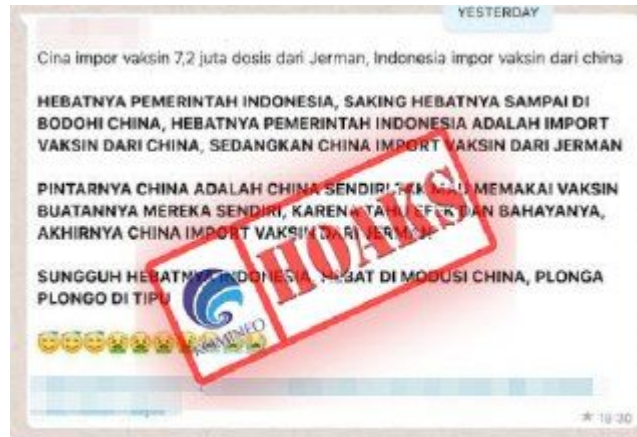 YESTERDAY
Cina impor vaksin 7,2 juta dosis dari Jerman, Indonesia impor vaksin dari china
HEBATNYA PEMERINTAH INDONESIA, SAKING HEBATNYA SAMPAI DI
BODOHI CHINA, HEBATNYA PEMERINTAH INDONESIA ADALAH IMPORT
VAKSIN DARI CHINA, SEDANGKAN CHINA IMPORT VAKSIN DARI JERMAN
PINTARNYA CHINA ADALAH CHINA SENDIRI TAK MAU MEMAKAI VAKSIN
BUATANNYA MEREKA SENDIRI, KARENA TAHU EFEK DAN BAHAYANYA,
AKHIRNYA CHINA IMPORT VAKSIN DARI JERMAN.
SUNGGUH HEBATNYA INDONESIA, HEBAT DI MODUSI CHINA, PLONGA
PLONGO DI TIPU
KOMINFO
HOAKS